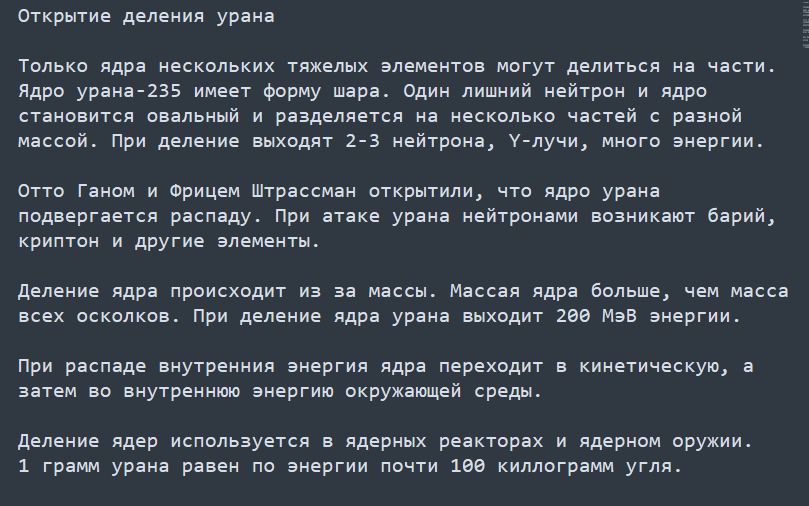 Открытие деления урана
Только ядра нескольких тяжелых элементов могут делиться на части.
Ядро урана-235 имеет форму шара. Один лишний нейтрон и ядро
становится овальный и разделяется на несколько частей с разной
массой. При деление выходят 2-3 нейтрона, Y-лучи, много энергии.
Отто Ганом и Фрицем Штрассман открытили, что ядро урана
подвергается распаду. При атаке урана нейтронами возникают барий,
криптон и другие элементы.
Деление ядра происходит из за массы. Массая ядра больше, чем масса
всех осколков. При деление ядра урана выходит 200 МэВ энергии.
При распаде внутренния энергия ядра переходит в кинетическую, а
затем во внутреннюю энергию окружающей среды.
Деление ядер используется в ядерных реакторах и ядерном оружии.
1 грамм урана равен по энергии почти 100 киллограмм угля.